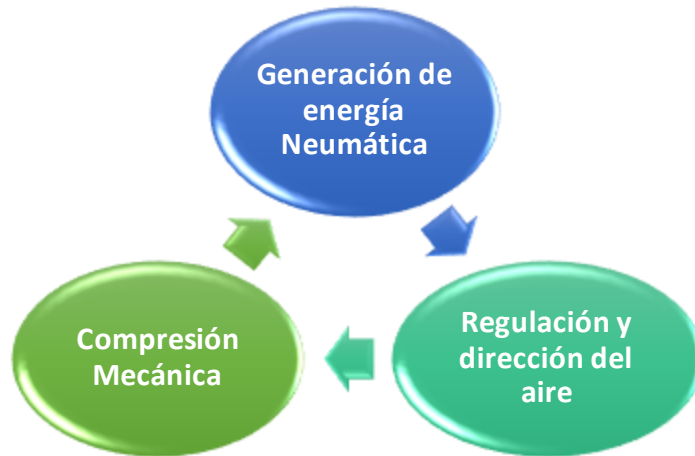 Generación de
energía
Neumática
Regulación y
dirección del
aire
Compresión
Mecánica